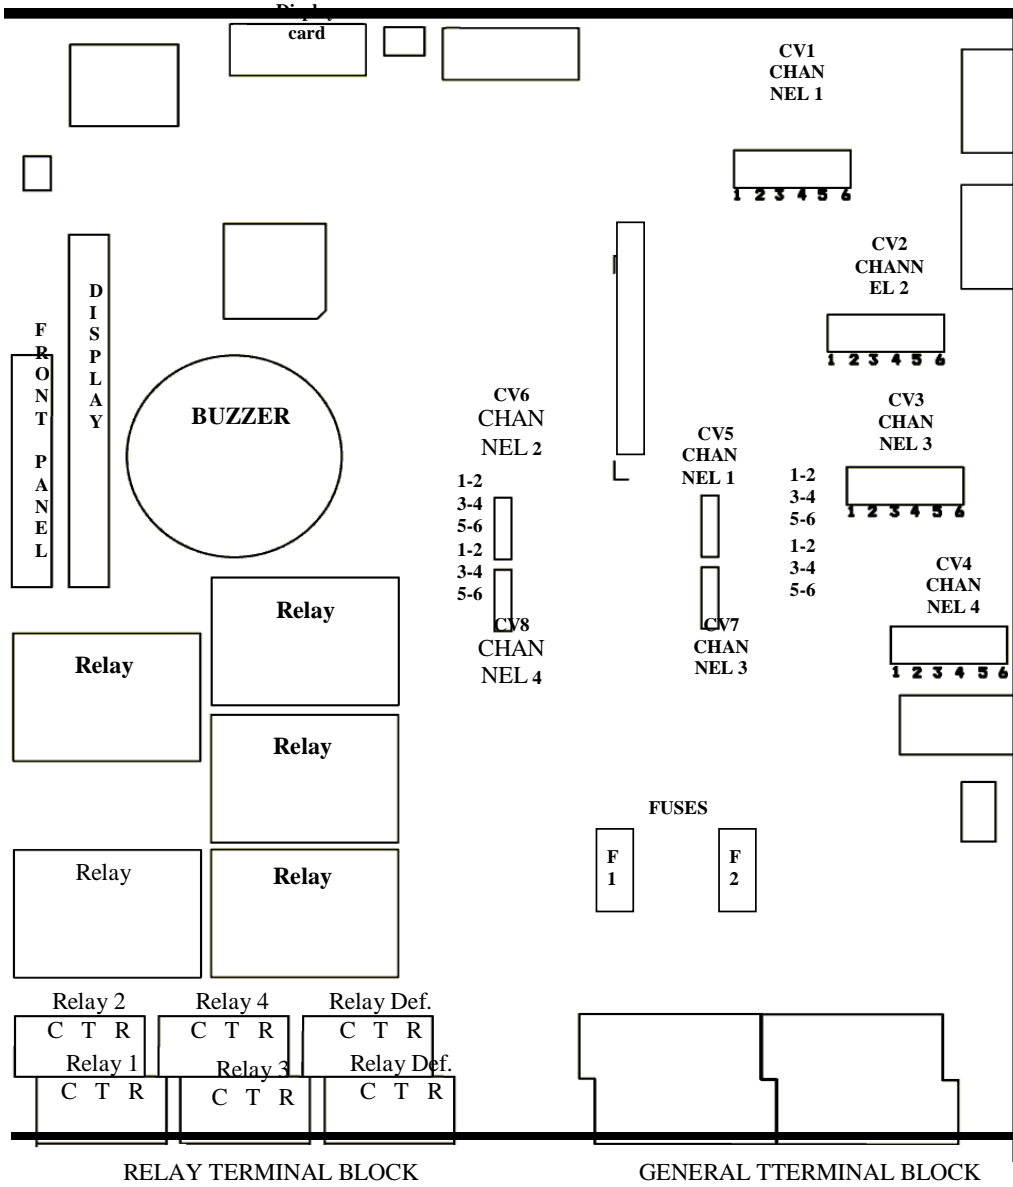 Display
card
CV1
CHAN
NEL 1
1 2 3 4 5 6
CV2
CHANN
EL 2
1 2 3 4 5 6
DISPLAY
FRONT PANEL
BUZZER
CV6
CHAN
NEL 2
1-2
3-4
5-6
1-2
3-4
5-6
CV8
CHAN
NEL 4
CV5
CHAN
NEL 1
1-2
3-4
5-6
1-2
3-4
5-6
CV7
CHAN
NEL 3
CV3
CHAN
NEL 3
1 2 3 4 5 6
CV4
CHAN
NEL 4
1 2 3 4 5 6
Relay
Relay
Relay
Relay
Relay
FUSES
F
1
F
2
Relay 2 Relay 4 Relay Def.
C T R C T R C T R
Relay 1 Relay 3 Relay Def.
C T R C T R C T R
RELAY TERMINAL BLOCK GENERAL TTERMINAL BLOCK